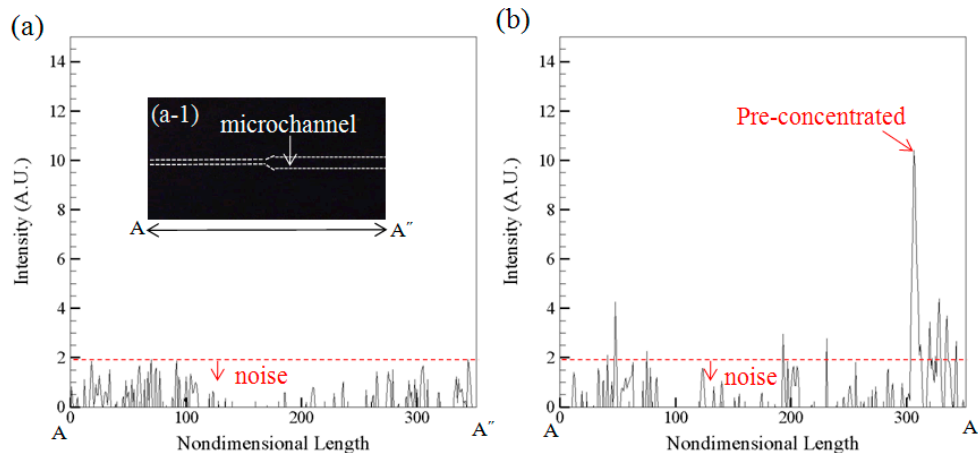 (a)
14
12
10
8
6
4
2
0
Intensity (A.U.)
(a-1)
microchannel
A
A″
noise
0
100
200
300
A
A″
Nondimensional Length
(b)
14
12
10
8
6
4
2
0
Intensity (A.U.)
Pre-concentrated
noise
100
200
300
A
A
Nondimensional Length